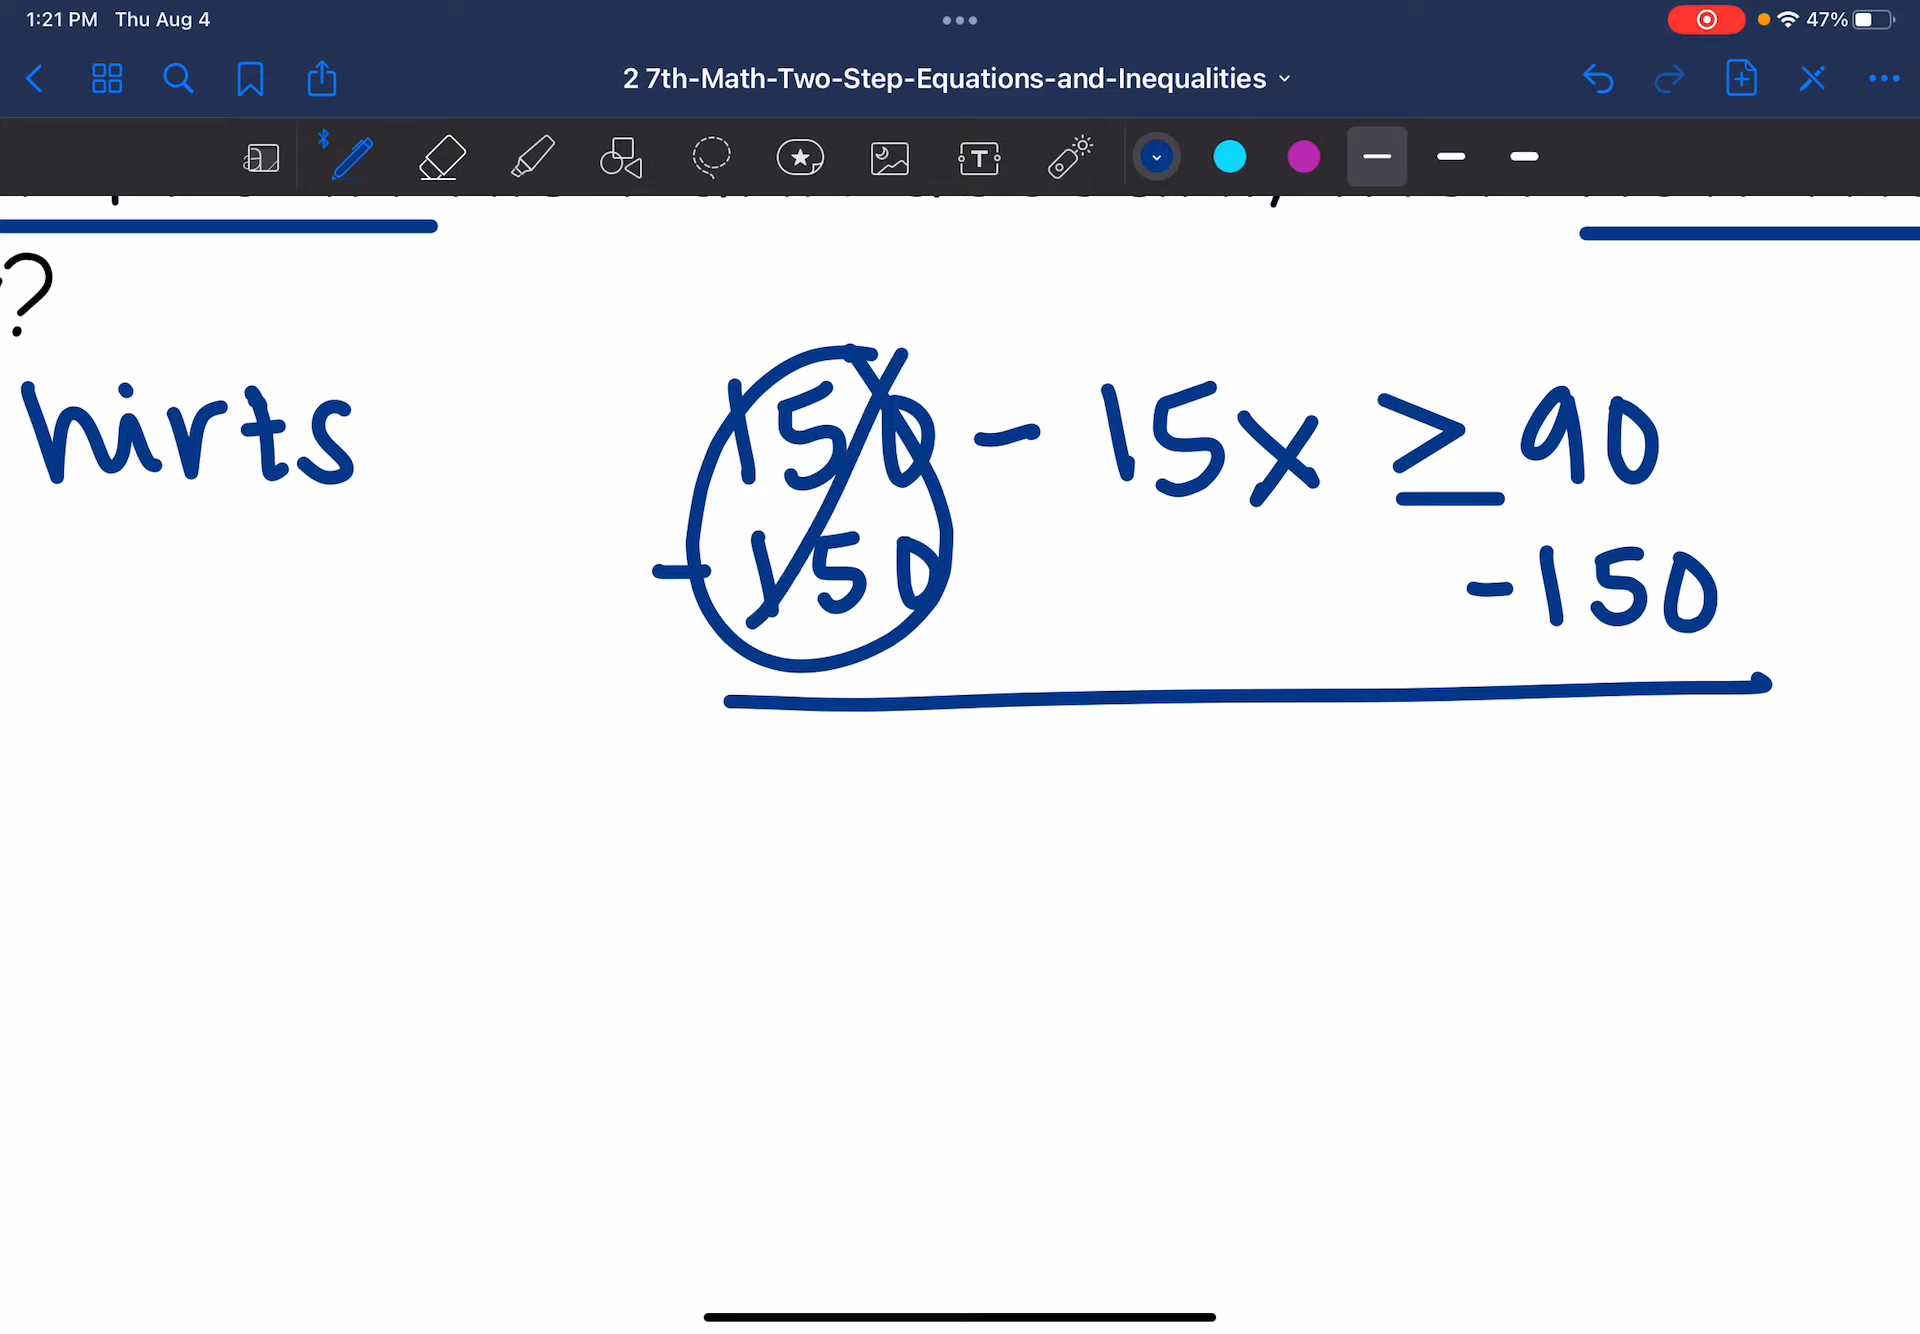 1:21 PM Thu Aug 4
47%
2 7th-Math-Two-Step-Equations-and-Inequalities
?
hirts
150 - 15x ≥ 90
- 150 -150